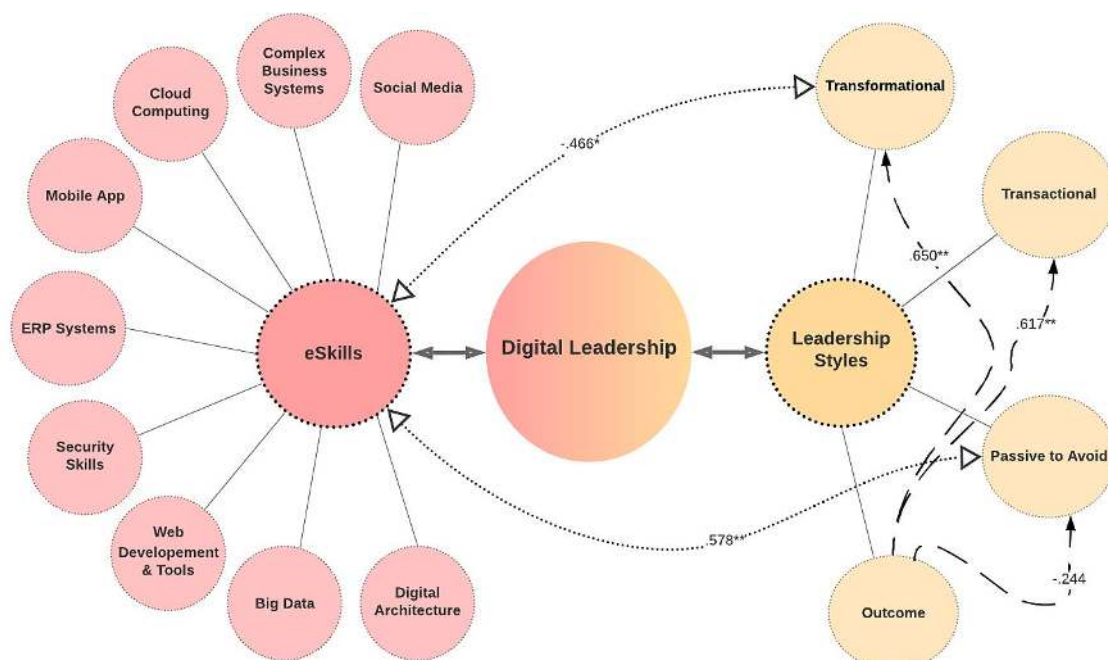 Complex
Business
Systems
Social Media
Cloud
Computing
Mobile App
ERP Systems
Security
Skills
Web
Developement
& Tools
Big Data
Digital
Architecture
eSkills
Digital Leadership
Leadership
Styles
Transformational
Transactional
Passive to Avoid
Outcome
-.466*
.650**
.617**
.578**
-.244